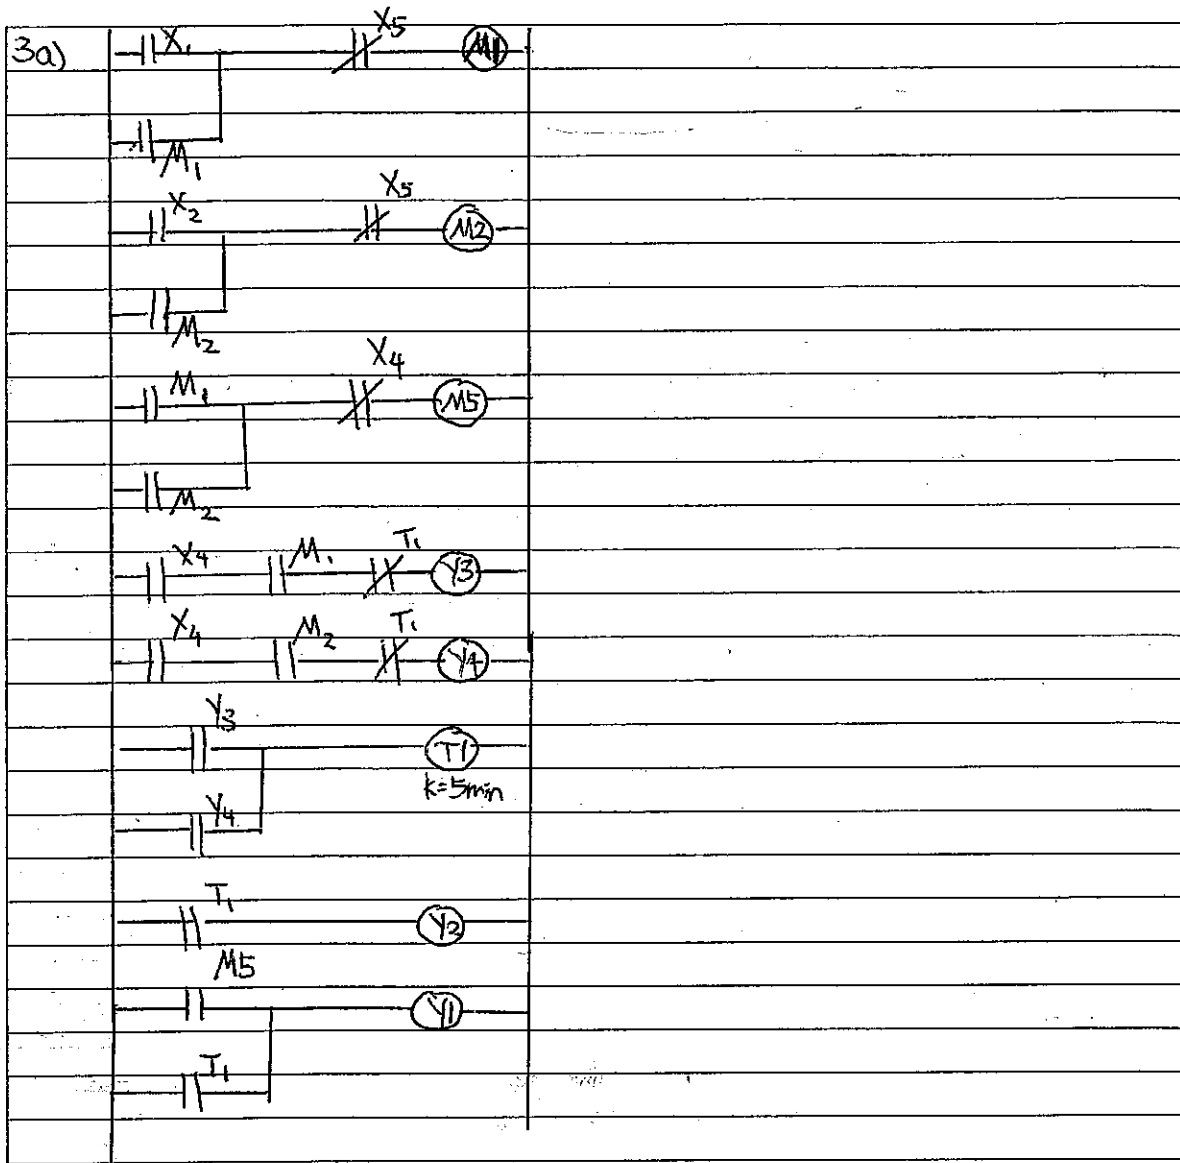 3a)
X1 X5 M1
M1
X2 X5 M2
M2
M1 X4 M5
M2
X4 M1 T1 Y3
X4 M2 T1 Y4
Y3 T1
k=5min
Y4
T1 Y2
M5 Y1
T1